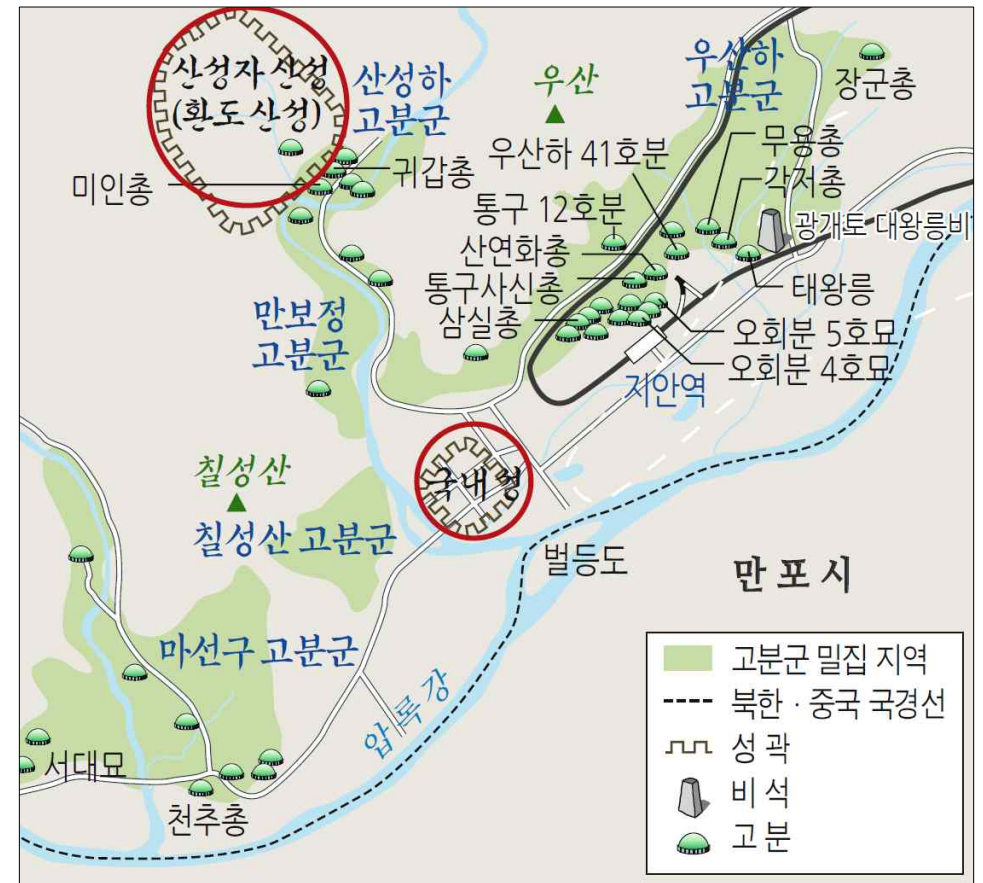 산성자 산성
(환도 산성)
산성하
고분군
우산
우산하
고분군
장군총
미인총
귀갑총
우산하 41호분
무용총
각저총
통구 12호분
광개토 대왕릉비
산연화총
통구사신총
태왕릉
삼실총
오회분 5호묘
오회분 4호묘
만보정
고분군
지안역
칠성산
국내성
칠성산 고분군
벌등도
만포시
마선구 고분군
압록강
서대묘
천추총
고분군 밀집 지역
북한 · 중국 국경선
성 곽
비 석
고 분